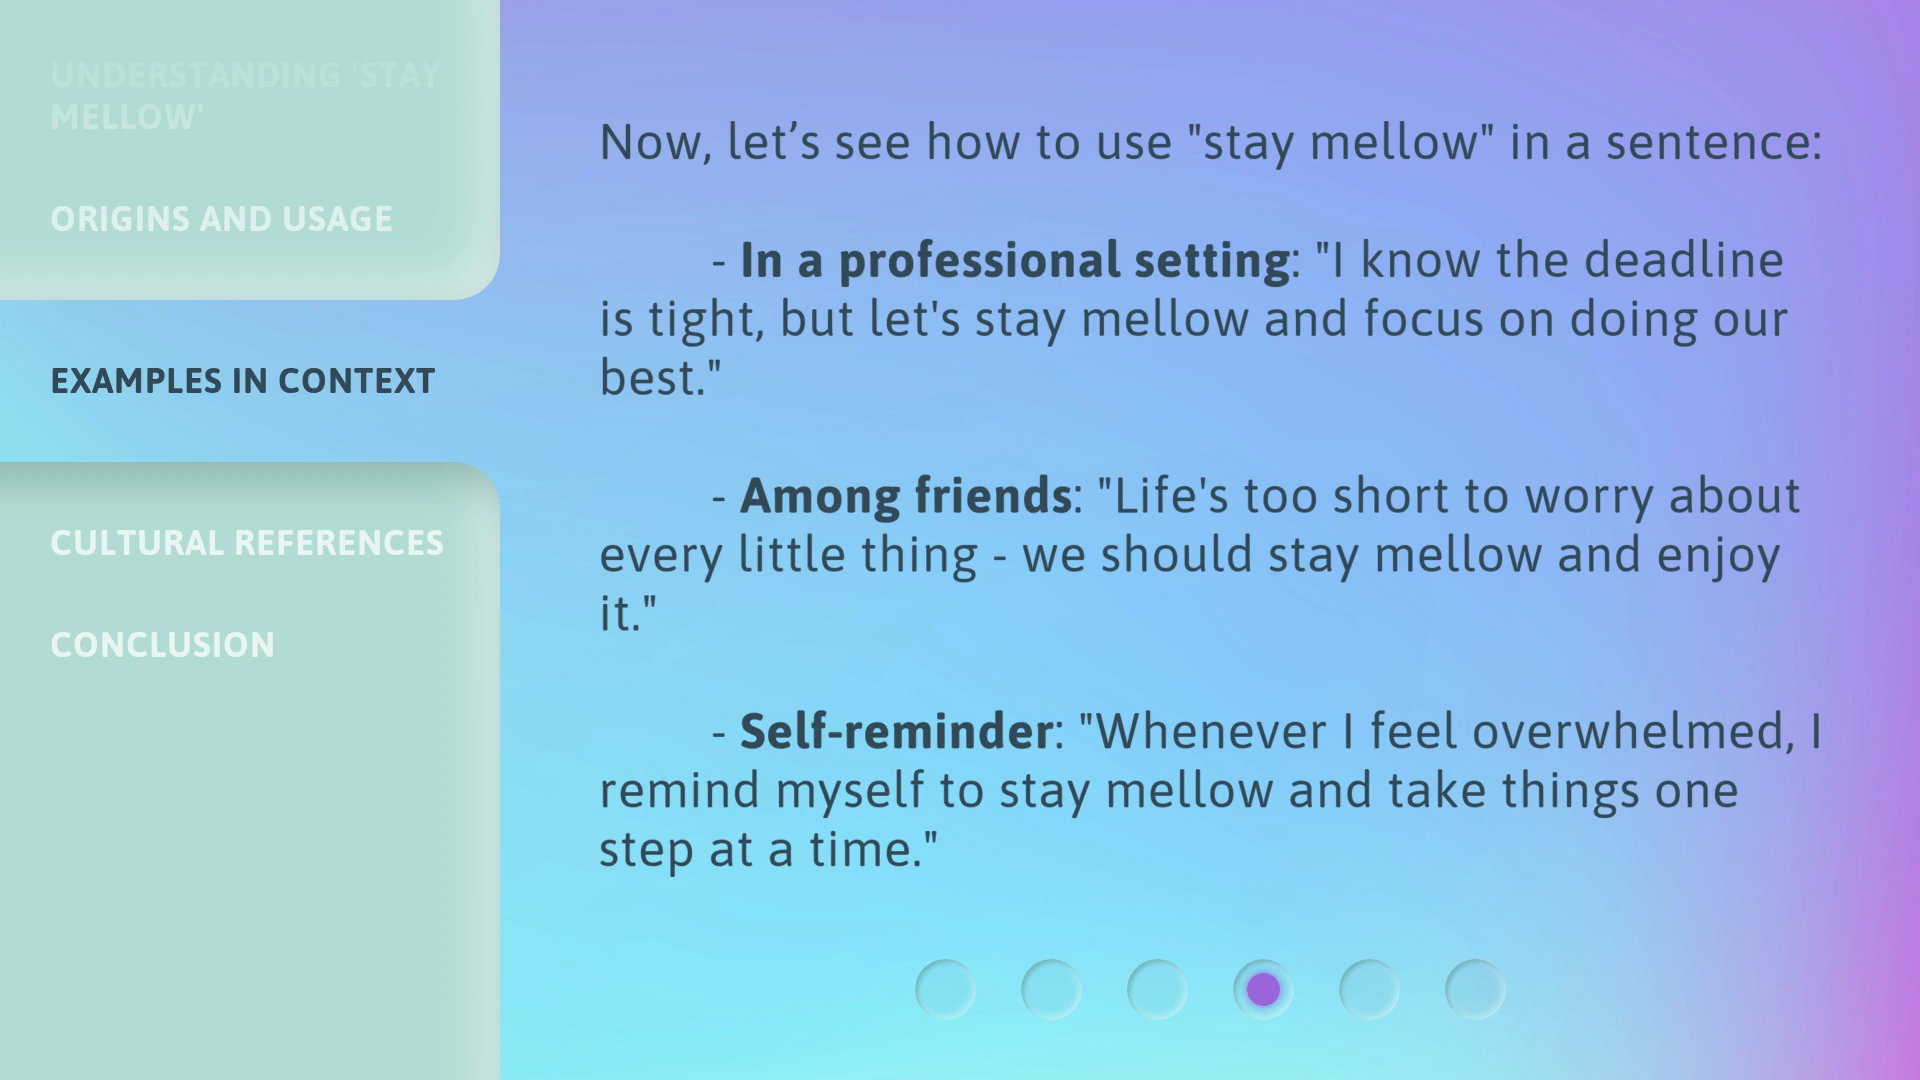 UNDERSTANDING 'STAY
MELLOW'
ORIGINS AND USAGE
EXAMPLES IN CONTEXT
CULTURAL REFERENCES
CONCLUSION
Now, let’s see how to use "stay mellow" in a sentence:
- In a professional setting: "I know the deadline
is tight, but let's stay mellow and focus on doing our
best."
- Among friends: "Life's too short to worry about
every little thing - we should stay mellow and enjoy
it."
- Self-reminder: "Whenever I feel overwhelmed, I
remind myself to stay mellow and take things one
step at a time."